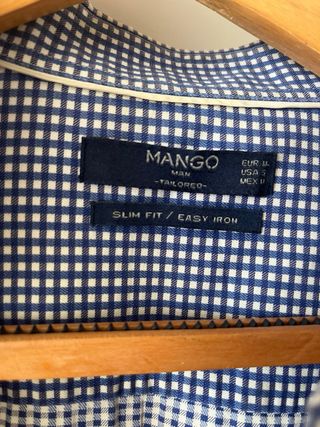 MANGO
MAN
-TAILORED-
EUR
USA S
MEX
SLIM FIT / EASY IRON